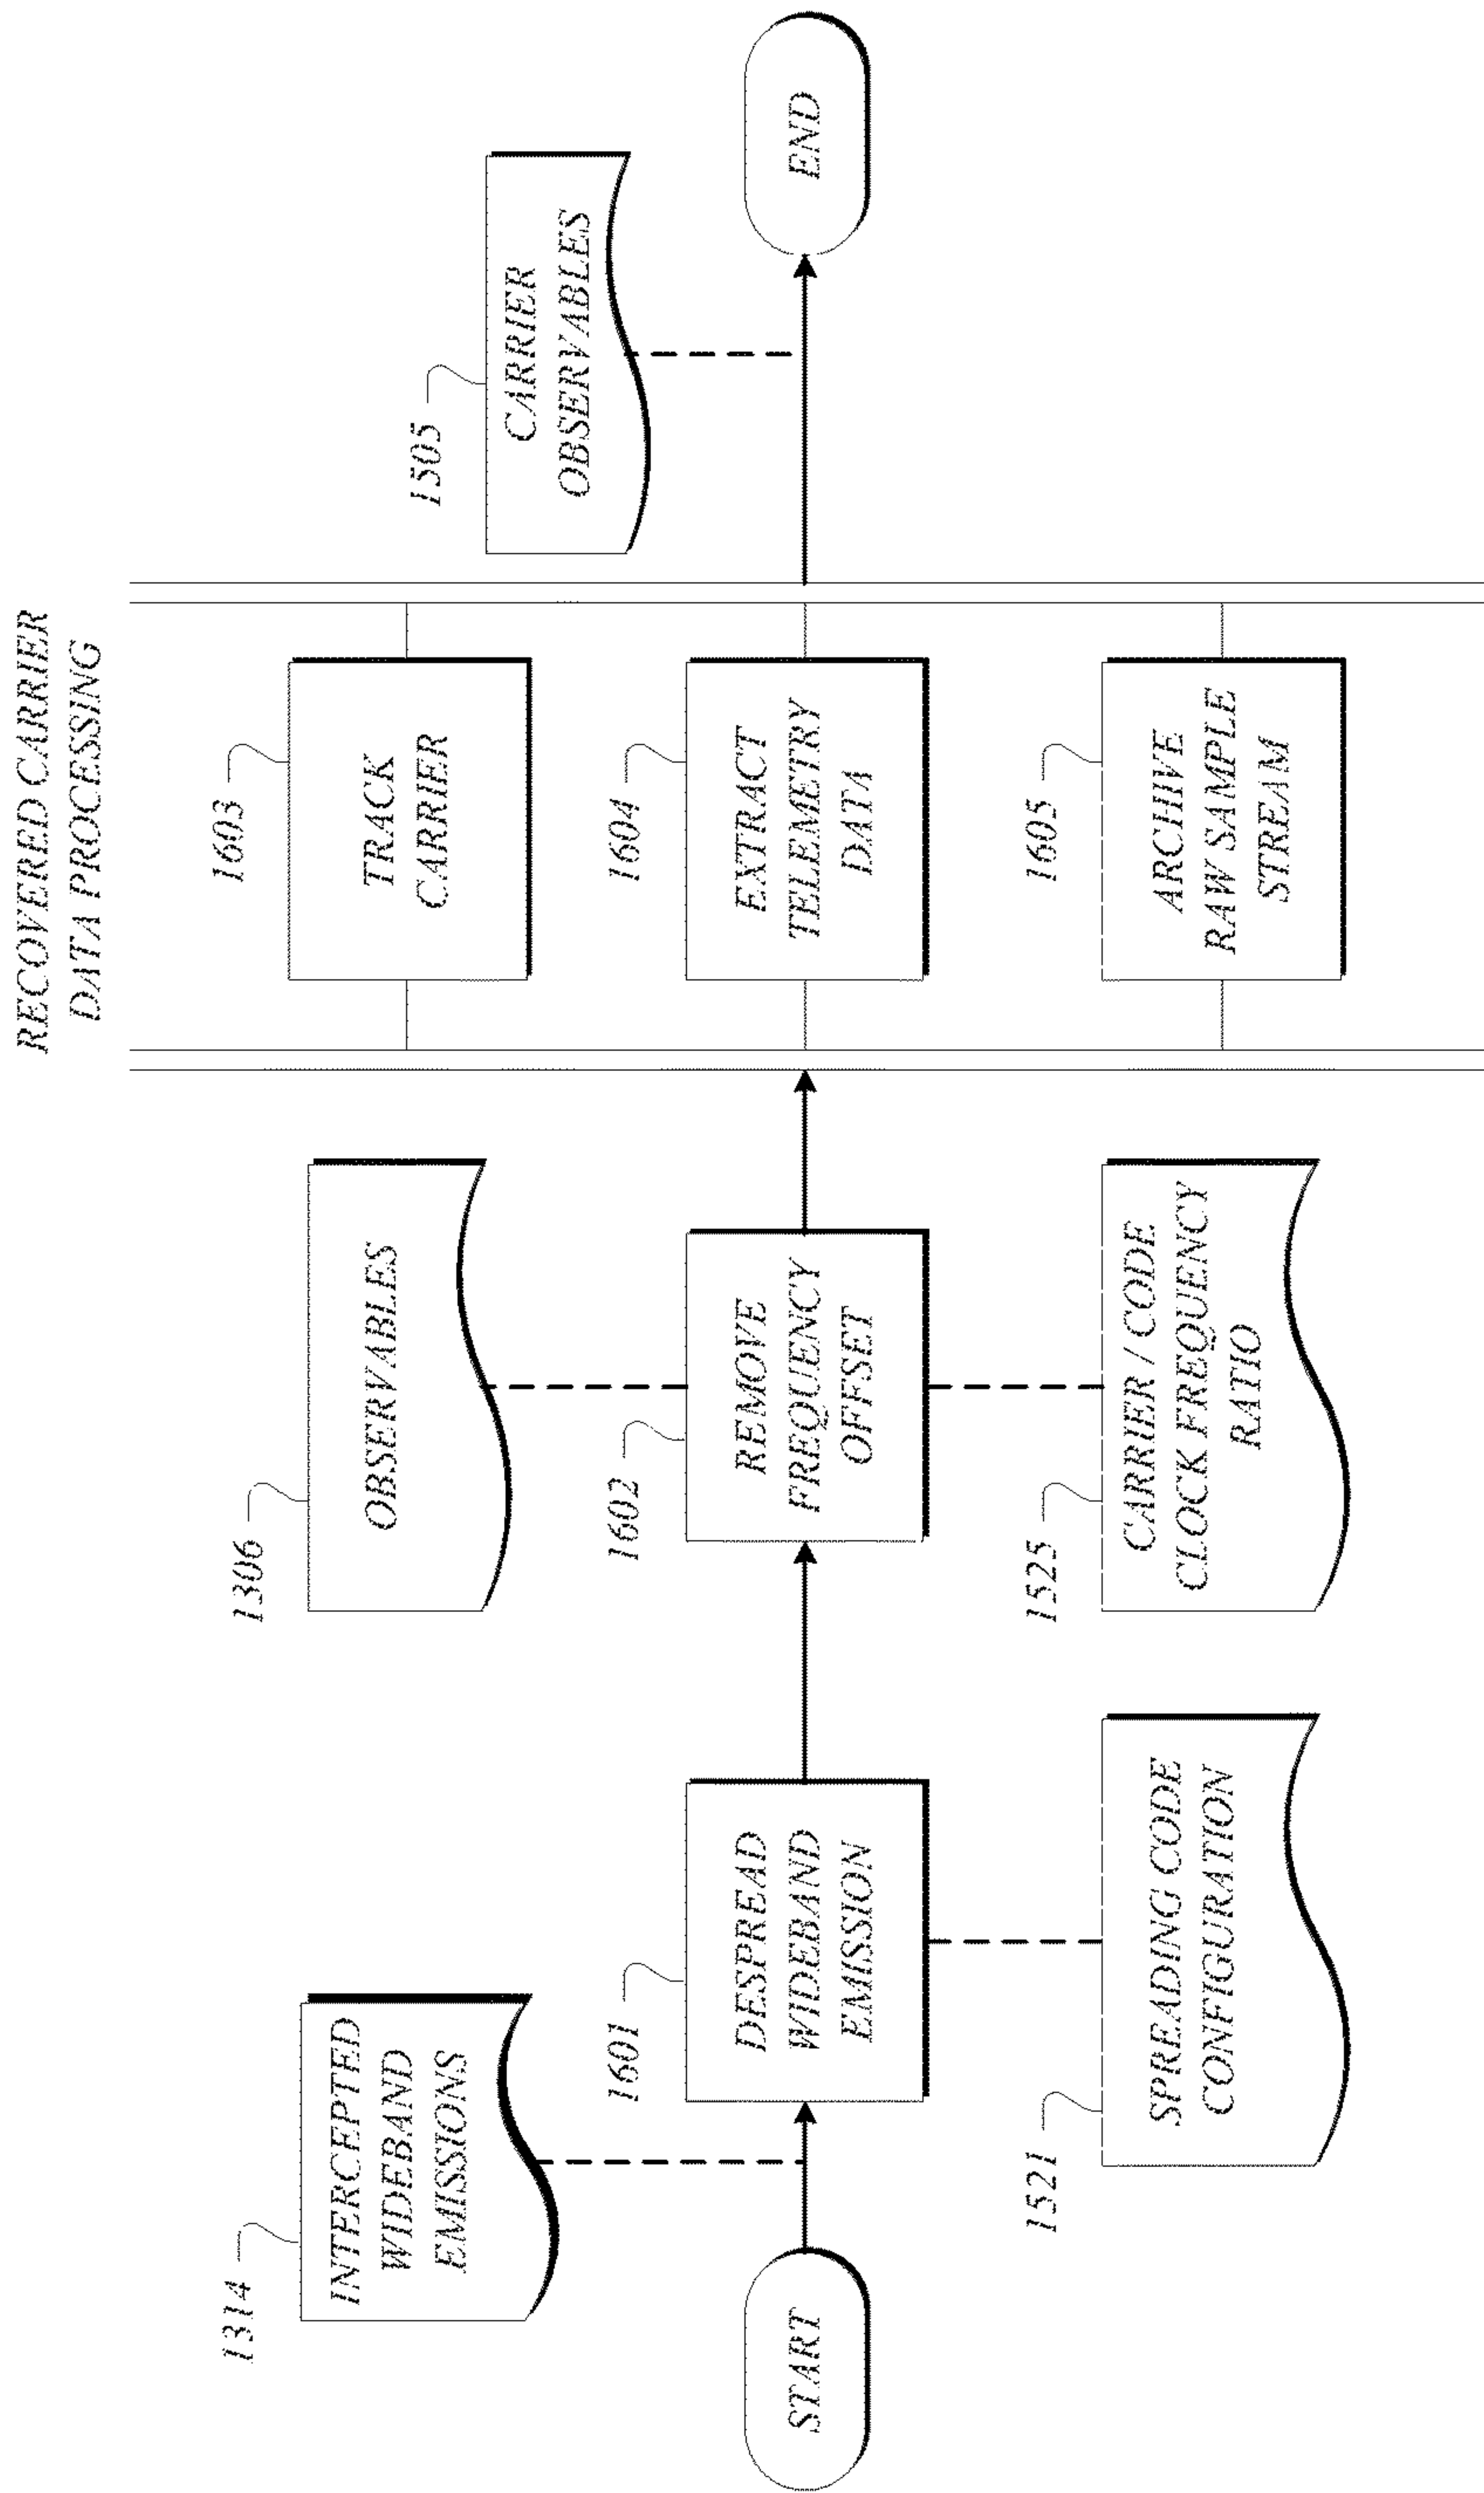 RECOVERED CARRIER
DATA PROCESSING
1314
INTERCEPTED
WIDEBAND
EMISSIONS
1306
OBSERVABLES
1603
TRACK
CARRIER
1505
CARRIER
OBSERVABLES
START
1601
DESPREAD
WIDEBAND
EMISSION
1602
REMOVE
FREQUENCY
OFFSET
1604
EXTRACT
TELEMETRY
DATA
END
1521
SPREADING CODE
CONFIGURATION
1525
CARRIER / CODE
CLOCK FREQUENCY
RATIO
1605
ARCHIVE
RAW SAMPLE
STREAM